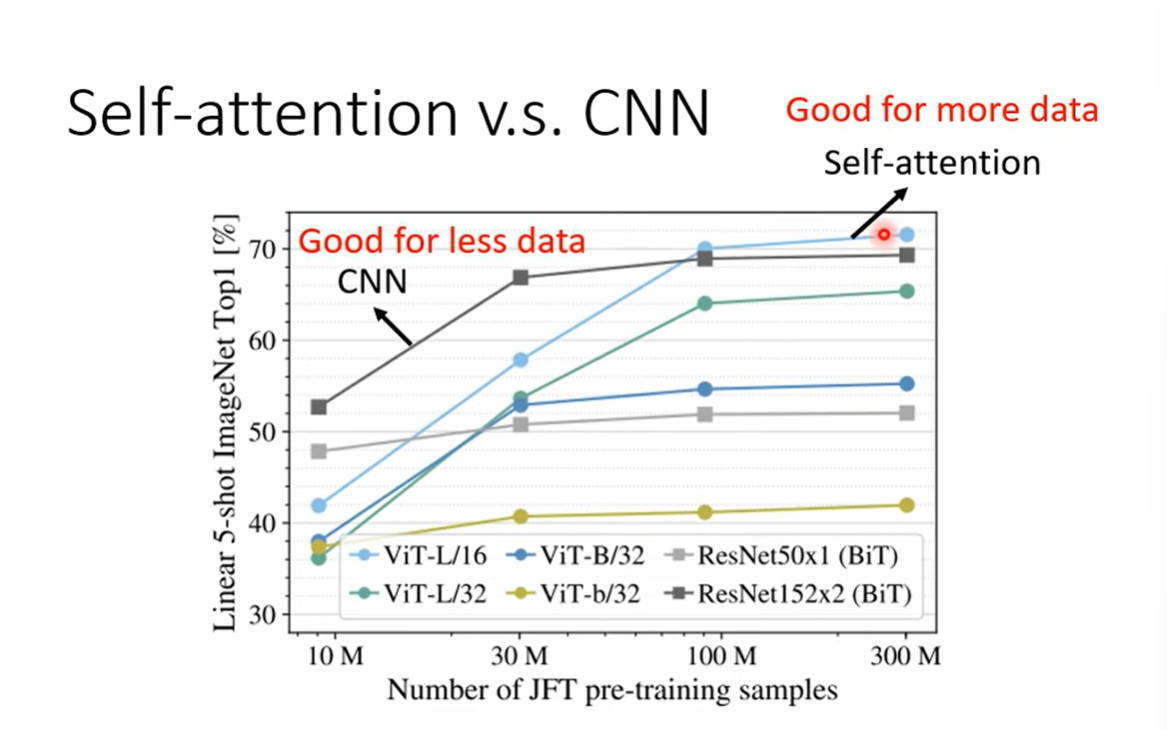 Self-attention v.s. CNN
Good for more data
Self-attention
Good for less data
CNN
Linear 5-shot ImageNet Top1 [%]
70
60
50
40
30
ViT-L/16 ViT-B/32 ResNet50x1 (BiT)
ViT-L/32 ViT-b/32 ResNet152x2 (BiT)
10 M 30 M 100 M 300 M
Number of JFT pre-training samples